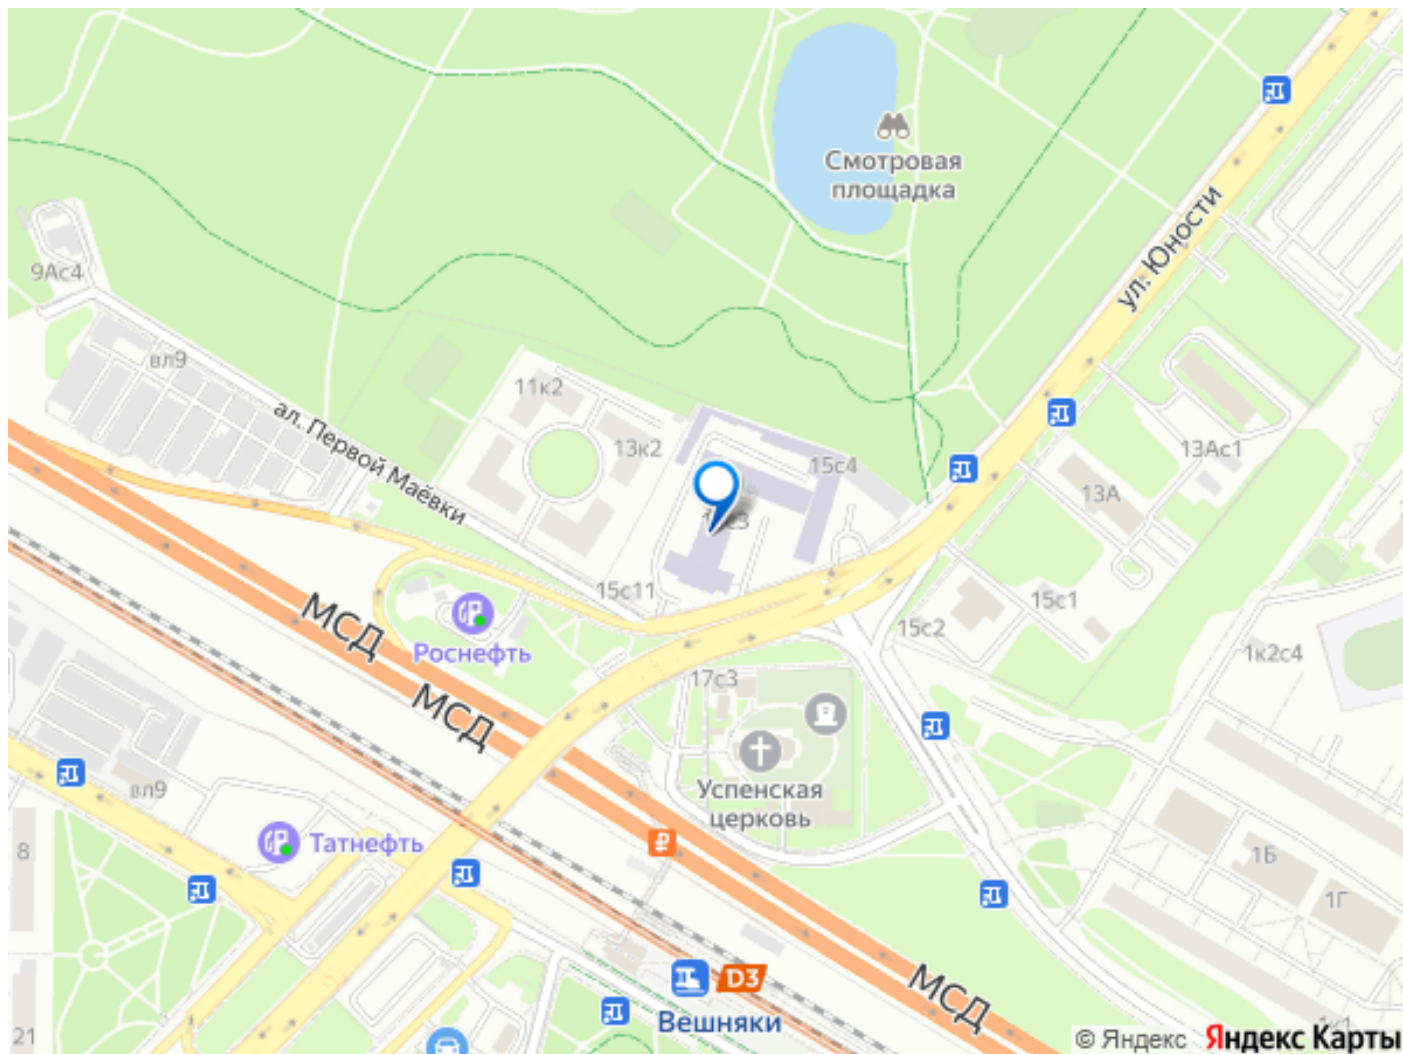 Смотровая
площадка
ул. Юности
9Ас4
вл9
11к2
ал. Первой Маёвки
13к2
15с4
13Ас1
13А
15с11
15с1
15с2
МСД
Роснефть
1к2с4
17с3
МСД
Успенская
церковь
вл9
Татнефть
8
₽
1Б
1Г
D3
МСД
Вешняки
21
© Яндекс Яндекс Карты